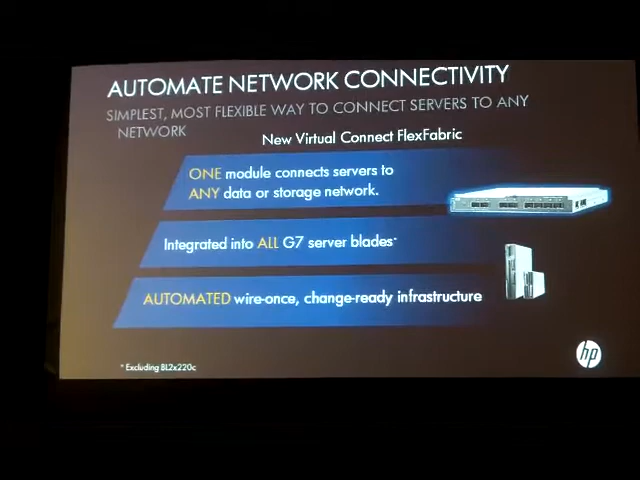 AUTOMATE NETWORK CONNECTIVITY
SIMPLEST, MOST FLEXIBLE WAY TO CONNECT SERVERS TO ANY
NETWORK
New Virtual Connect FlexFabric
ONE module connects servers to
ANY data or storage network.
Integrated into ALL G7 server blades*
AUTOMATED wire-once, change-ready infrastructure
* Excluding BL2x220c
hp